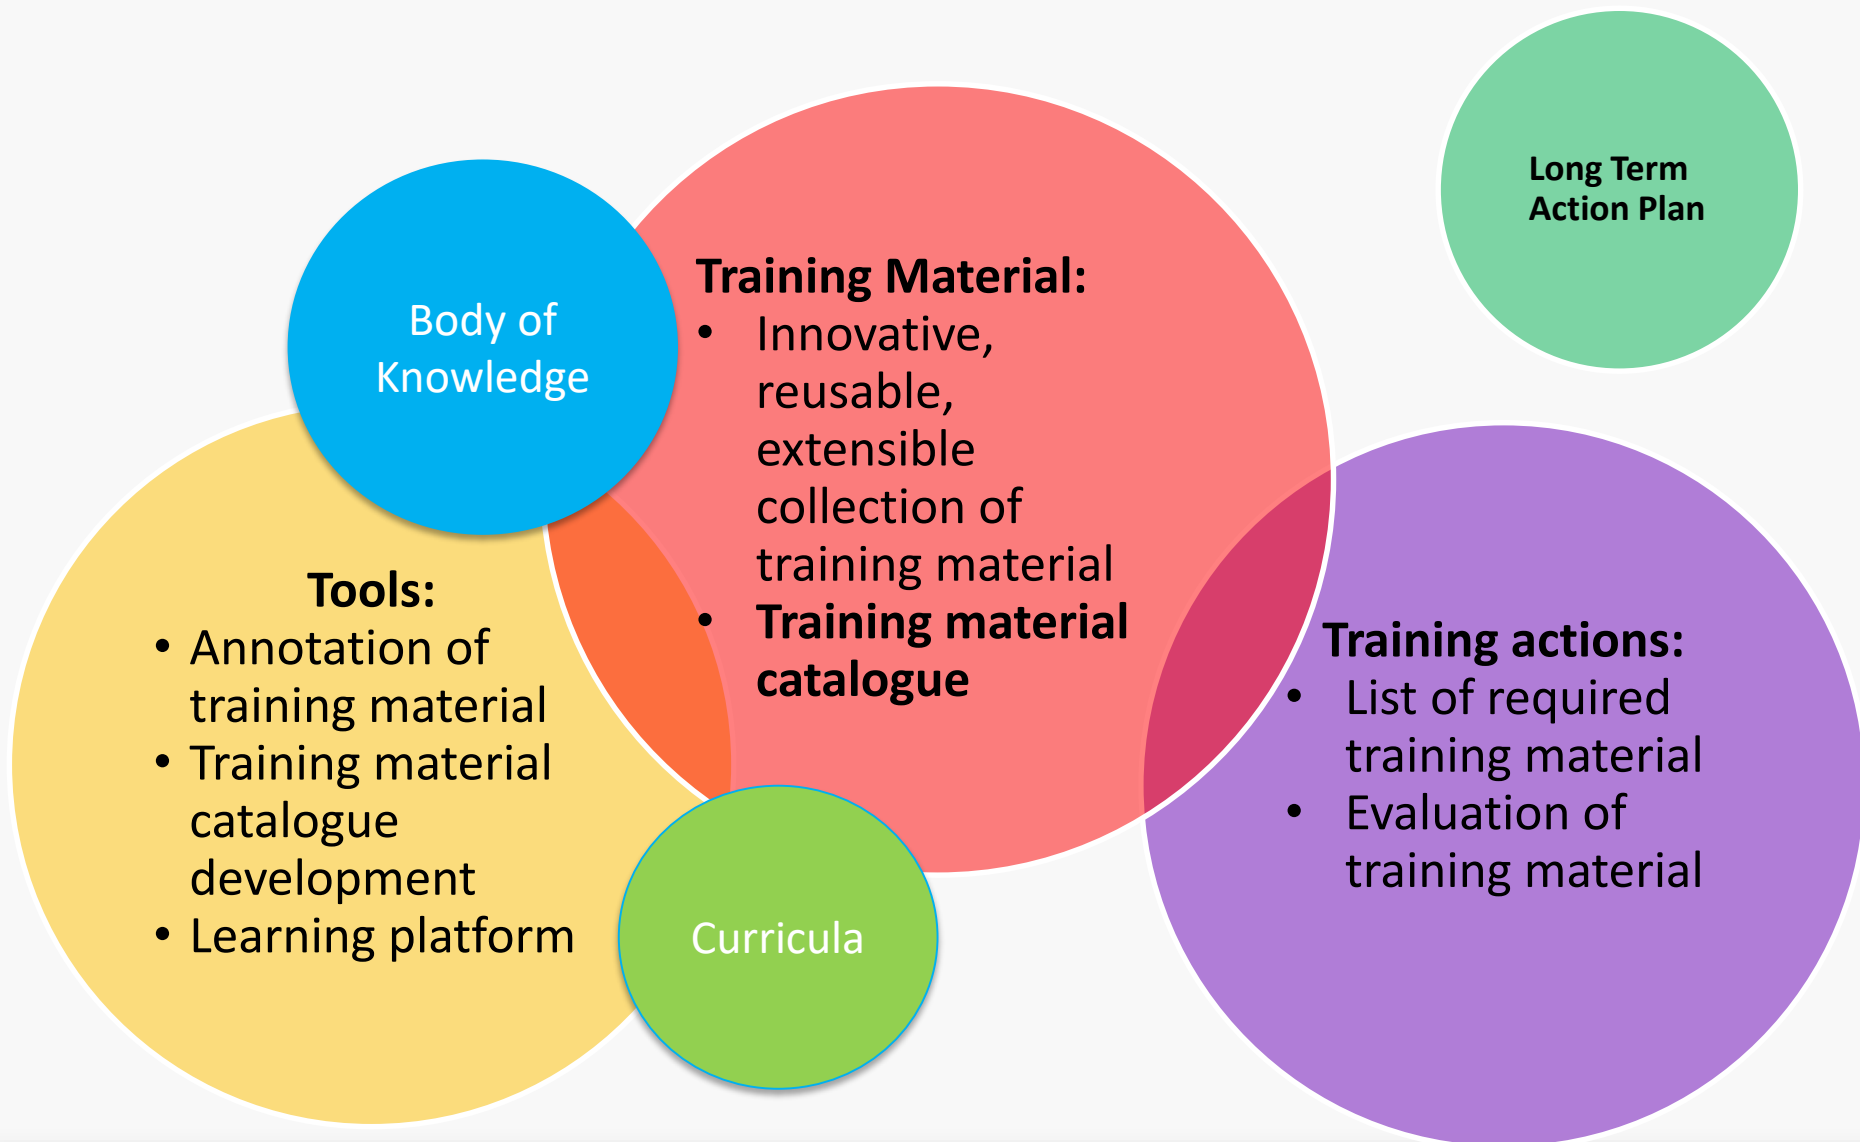 Long Term
Action Plan
Body of
Knowledge
Training Material:
• Innovative,
reusable,
extensible
collection of
training material
• Training material
catalogue
Tools:
• Annotation of
training material
• Training material
catalogue
development
• Learning platform
Training actions:
• List of required
training material
• Evaluation of
training material
Curricula